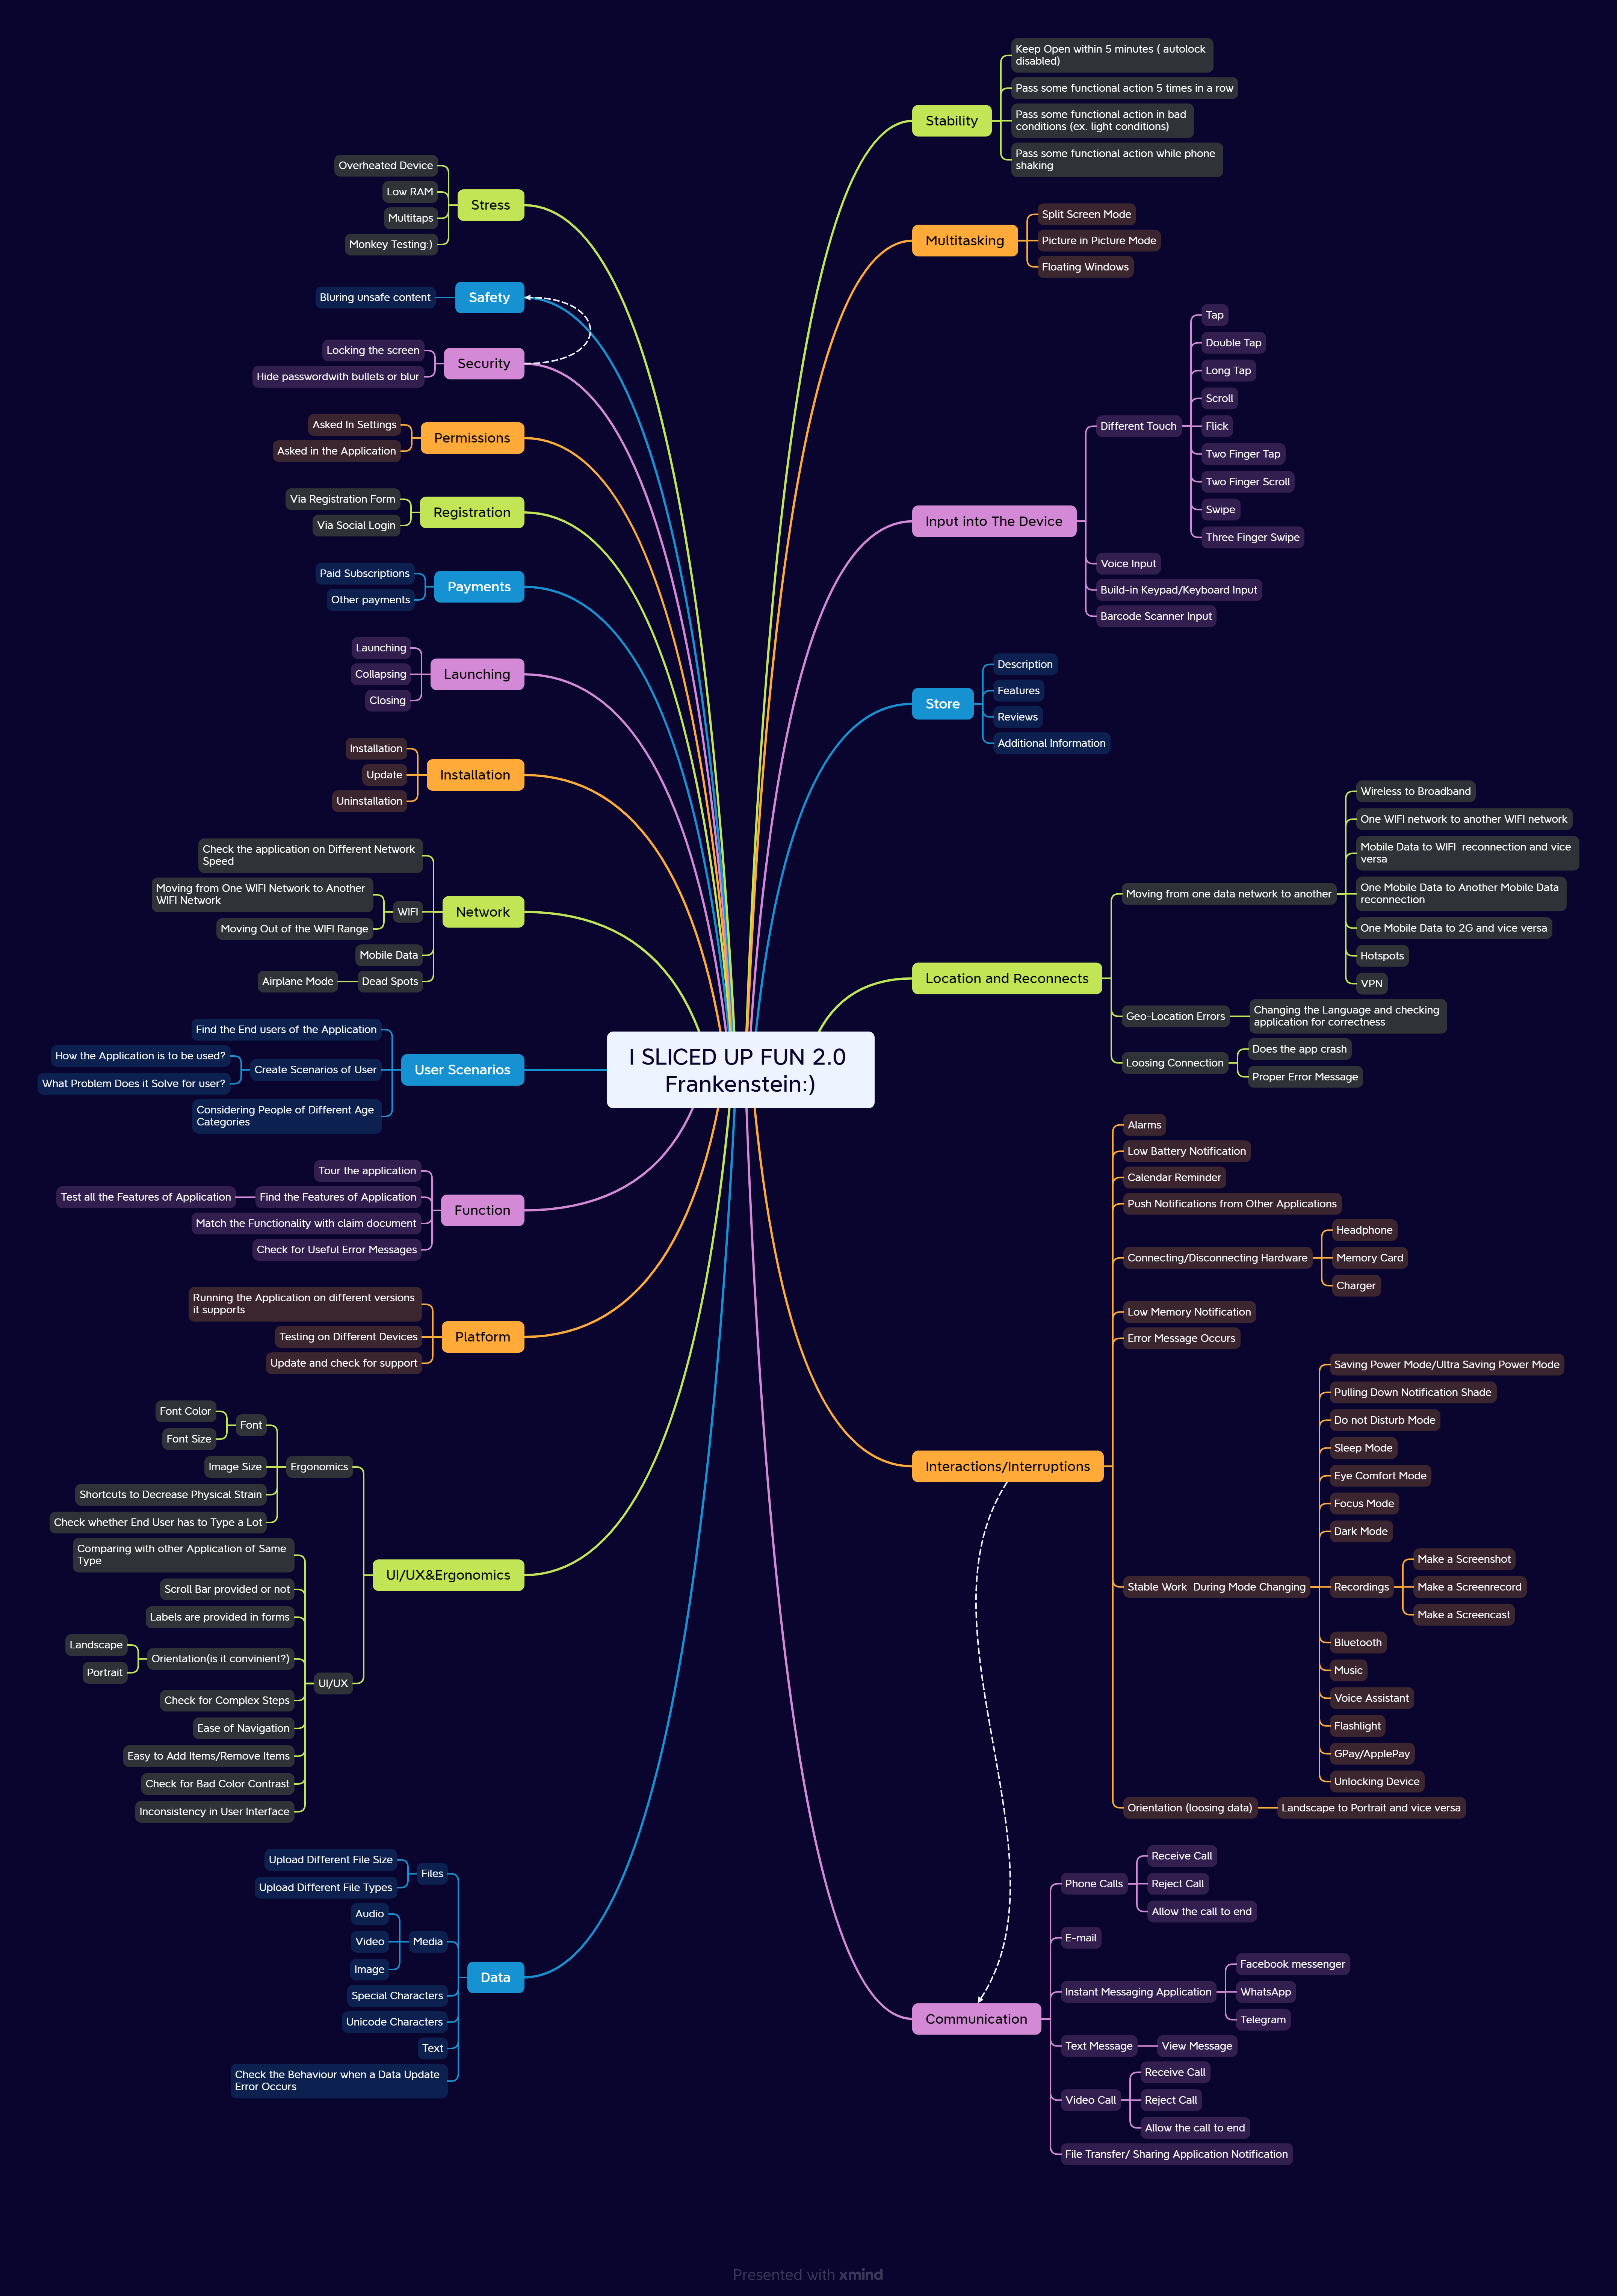 I SLICED UP FUN 2.0
Frankenstein:)
Stability
Keep Open within 5 minutes ( autolock
disabled)
Pass some functional action 5 times in a row
Pass some functional action in bad
conditions (ex. light conditions)
Pass some functional action while phone
shaking
Multitasking
Split Screen Mode
Picture in Picture Mode
Floating Windows
Input into The Device
Different Touch
Tap
Double Tap
Long Tap
Scroll
Flick
Two Finger Tap
Two Finger Scroll
Swipe
Three Finger Swipe
Voice Input
Build-in Keypad/Keyboard Input
Barcode Scanner Input
Store
Description
Features
Reviews
Additional Information
Location and Reconnects
Moving from one data network to another
Wireless to Broadband
One WIFI network to another WIFI network
Mobile Data to WIFI  reconnection and vice
versa
One Mobile Data to Another Mobile Data
reconnection
One Mobile Data to 2G and vice versa
Hotspots
VPN
Geo-Location Errors
Changing the Language and checking
application for correctness
Loosing Connection
Does the app crash
Proper Error Message
Interactions/Interruptions
Alarms
Low Battery Notification
Calendar Reminder
Push Notifications from Other Applications
Connecting/Disconnecting Hardware
Headphone
Memory Card
Charger
Low Memory Notification
Error Message Occurs
Stable Work  During Mode Changing
Saving Power Mode/Ultra Saving Power Mode
Pulling Down Notification Shade
Do not Disturb Mode
Sleep Mode
Eye Comfort Mode
Focus Mode
Dark Mode
Recordings
Make a Screenshot
Make a Screenrecord
Make a Screencast
Bluetooth
Music
Voice Assistant
Flashlight
GPay/ApplePay
Unlocking Device
Orientation (loosing data)
Landscape to Portrait and vice versa
Communication
Phone Calls
Receive Call
Reject Call
Allow the call to end
E-mail
Instant Messaging Application
Facebook messenger
WhatsApp
Telegram
Text Message
View Message
Video Call
Receive Call
Reject Call
Allow the call to end
File Transfer/ Sharing Application Notification
Stress
Overheated Device
Low RAM
Multitaps
Monkey Testing:)
Safety
Bluring unsafe content
Security
Locking the screen
Hide passwordwith bullets or blur
Permissions
Asked In Settings
Asked in the Application
Registration
Via Registration Form
Via Social Login
Payments
Paid Subscriptions
Other payments
Launching
Launching
Collapsing
Closing
Installation
Installation
Update
Uninstallation
Network
Check the application on Different Network
Speed
WIFI
Moving from One WIFI Network to Another
WIFI Network
Moving Out of the WIFI Range
Mobile Data
Dead Spots
Airplane Mode
User Scenarios
Find the End users of the Application
Create Scenarios of User
How the Application is to be used?
What Problem Does it Solve for user?
Considering People of Different Age
Categories
Function
Tour the application
Find the Features of Application
Test all the Features of Application
Match the Functionality with claim document
Check for Useful Error Messages
Platform
Running the Application on different versions
it supports
Testing on Different Devices
Update and check for support
UI/UX&Ergonomics
Ergonomics
Font
Font Color
Font Size
Image Size
Shortcuts to Decrease Physical Strain
Check whether End User has to Type a Lot
UI/UX
Comparing with other Application of Same
Type
Scroll Bar provided or not
Labels are provided in forms
Orientation(is it convinient?)
Landscape
Portrait
Check for Complex Steps
Ease of Navigation
Easy to Add Items/Remove Items
Check for Bad Color Contrast
Inconsistency in User Interface
Data
Files
Upload Different File Size
Upload Different File Types
Media
Audio
Video
Image
Special Characters
Unicode Characters
Text
Check the Behaviour when a Data Update
Error Occurs
Presented with xmind